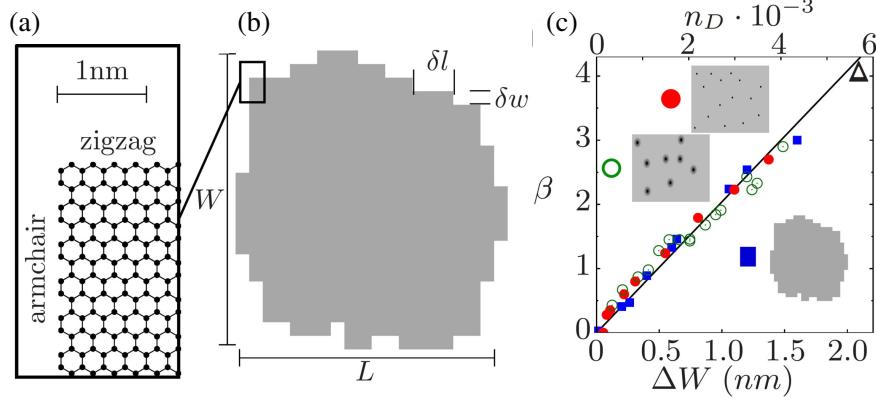 (a)
1nm
zigzag
armchair
(b)
δl
δw
W
L
(c)
n_D · 10^{-3}
0 2 4 6
4
3
2
1
0
β
0 0.5 1.0 1.5 2.0
ΔW (nm)